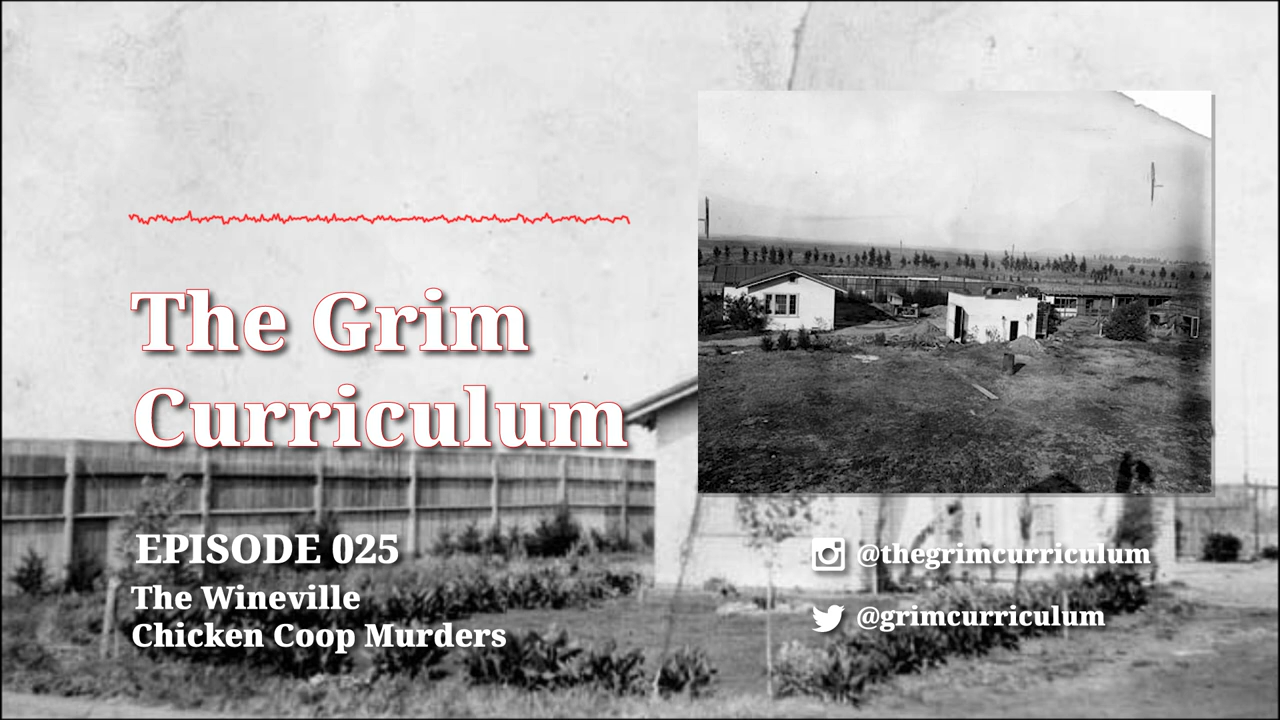 The Grim
Curriculum
EPISODE 025
The Wineville
Chicken Coop Murders
@thegrimcurriculum
@grimcurriculum